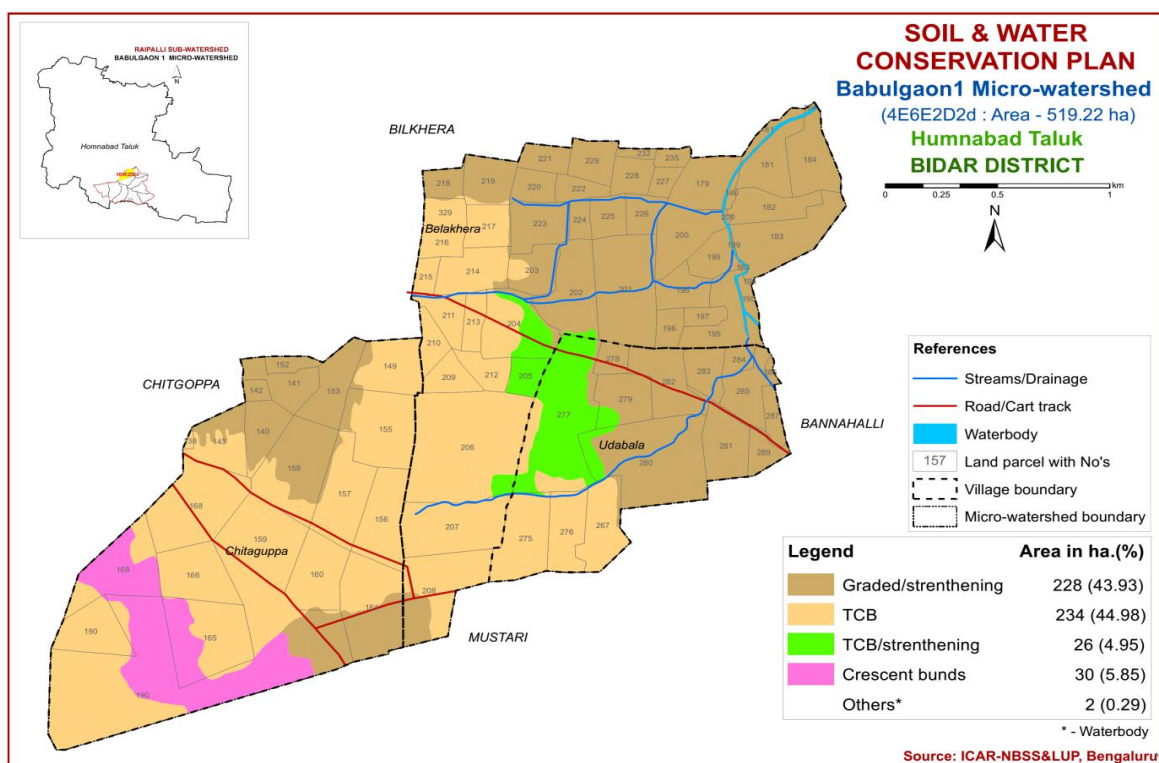 RAIPALLI SUB-WATERSHED
BABULGAON 1 MICRO-WATERSHED
N
Homnabad Taluk
SOIL & WATER
CONSERVATION PLAN
Babulgaon1 Micro-watershed
(4E6E2D2d : Area - 519.22 ha)
Humnabad Taluk
BIDAR DISTRICT
0 0.25 0.5 1 km
N
BILKHERA
221 229 232 235
218 219 220 222 228 227 179
181 184
180
182
329 217 223 224 225 226 200 206 183
Belakhera
216
199
215 214 203
202 201
211 213 204 197
196 195
210
209 212 205 278 282 283 284
285
287
CHITGOPPA
152
149
142 141 153
277 279
BANNAHALLI
138 143 140 155 206
Udabala
281 289
158 280
157
168 156 207 275 276 267
159
Chitaguppa
168 166 160 208
164
190 165
MUSTARI
190
References
Streams/Drainage
Road/Cart track
Waterbody
157 Land parcel with No's
Village boundary
Micro-watershed boundary
Legend Area in ha.(%)
Graded/strenthening 228 (43.93)
TCB 234 (44.98)
TCB/strenthening 26 (4.95)
Crescent bunds 30 (5.85)
Others* 2 (0.29)
* - Waterbody
Source: ICAR-NBSS&LUP, Bengaluru